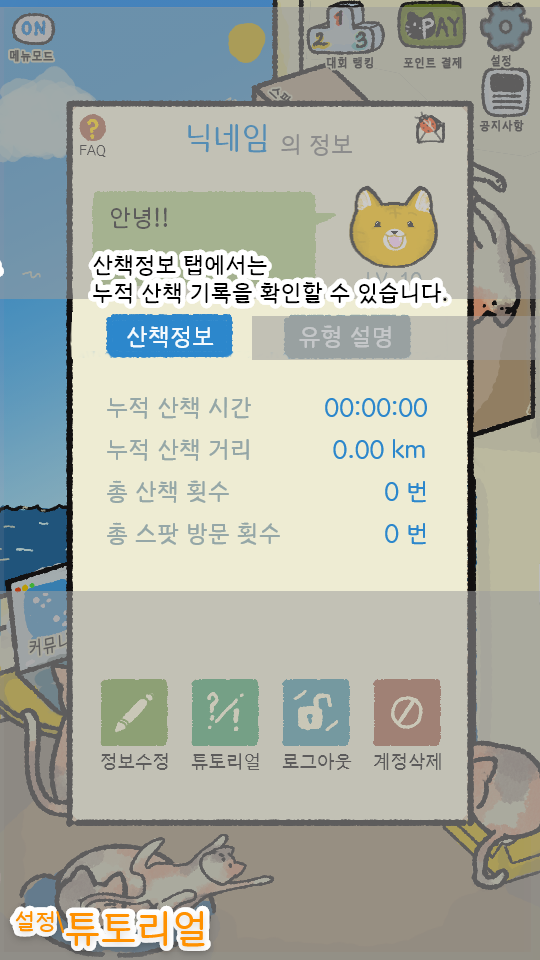 ON
메뉴모드
1
2
3
대회 랭킹
PAY
포인트 결제
설정
공지사항
스팟
?
FAQ
닉네임 의 정보
안녕!!
LV. 10
산책정보 탭에서는
누적 산책 기록을 확인할 수 있습니다.
산책정보
유형 설명
누적 산책 시간 00:00:00
누적 산책 거리 0.00 km
총 산책 횟수 0 번
총 스팟 방문 횟수 0 번
커뮤니
?/!
정보수정
튜토리얼
로그아웃
계정삭제
설정\튜토리얼